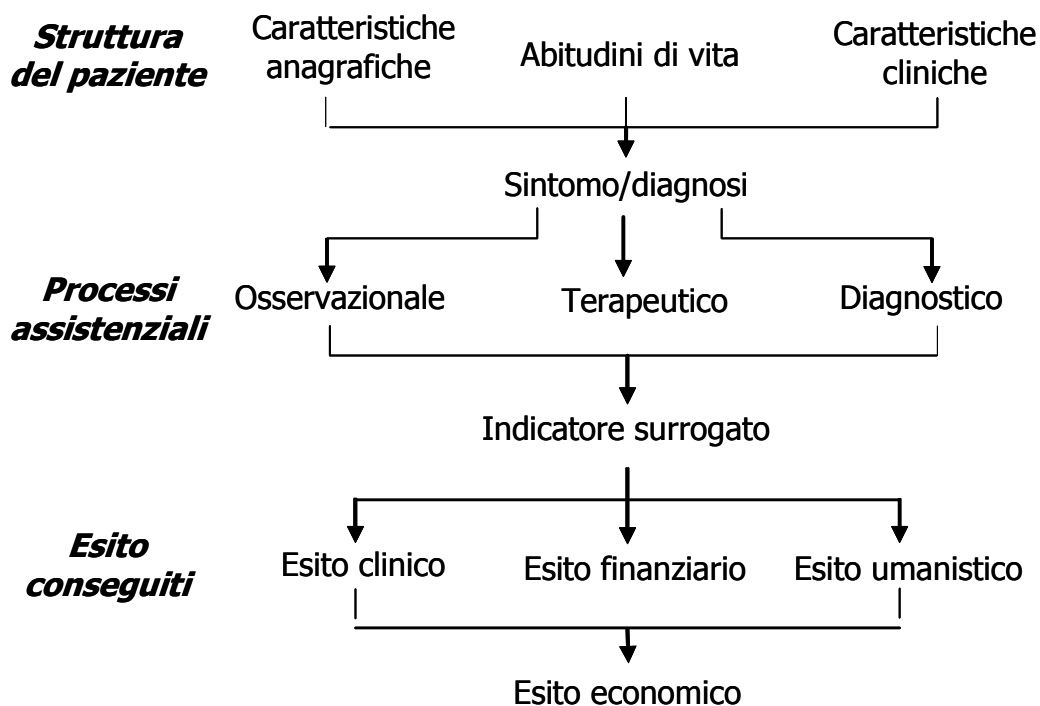 Struttura
del paziente
Caratteristiche
anagrafiche
Abitudini di vita
Caratteristiche
cliniche
Sintomo/diagnosi
Processi
assistenziali
Osservazionale
Terapeutico
Diagnostico
Indicatore surrogato
Esito
conseguiti
Esito clinico
Esito finanziario
Esito umanistico
Esito economico